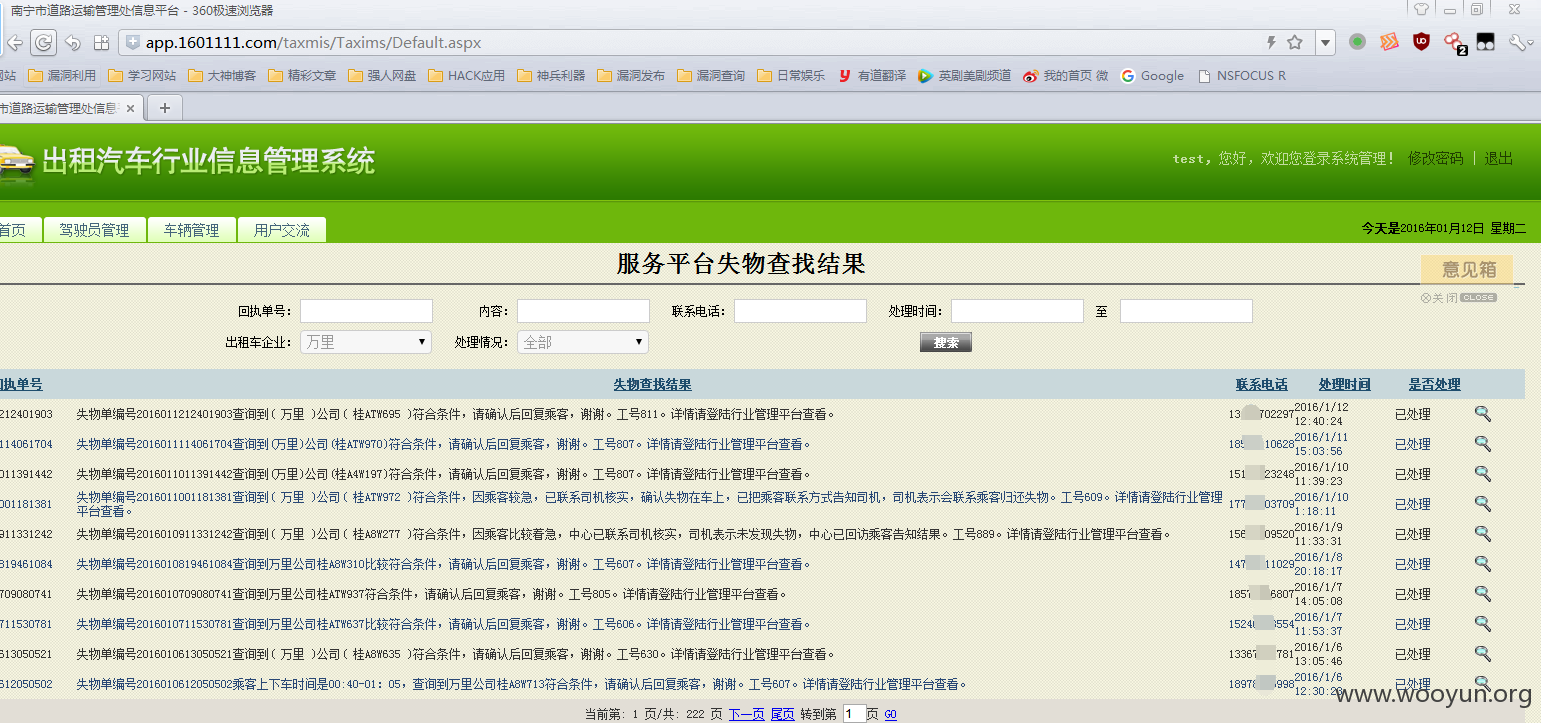 南宁市道路运输管理处信息平台 - 360极速浏览器
app.1601111.com/taxmis/Taxims/Default.aspx
网站 漏洞利用 学习网站 大神博客 精彩文章 强人网盘 HACK应用 神兵利器 漏洞发布 漏洞查询 日常娱乐 有道翻译 英剧美剧频道 我的首页 微 Google NSFOCUS R
市道路运输管理处信息 × +
出租汽车行业信息管理系统
test，您好，欢迎您登录系统管理！ 修改密码 | 退出
首页 驾驶员管理 车辆管理 用户交流
今天是2016年01月12日 星期二
服务平台失物查找结果
意见箱
关闭 CLOSE
回执单号： 内容： 联系电话： 处理时间： 至
出租车企业： 万里 处理情况： 全部 搜索
回执单号 失物查找结果 联系电话 处理时间 是否处理
212401903 失物单编号2016011212401903查询到( 万里 )公司( 桂ATW695 )符合条件，请确认后回复乘客，谢谢。工号811。详情请登陆行业管理平台查看。 13 702297 2016/1/12 12:40:24 已处理
114061704 失物单编号2016011114061704查询到(万里)公司(桂ATW970)符合条件，请确认后回复乘客，谢谢。工号807。详情请登陆行业管理平台查看。 185 10628 2016/1/11 15:03:56 已处理
011391442 失物单编号2016011011391442查询到(万里)公司(桂A4W197)符合条件，请确认后回复乘客，谢谢。工号807。详情请登陆行业管理平台查看。 151 23248 2016/1/10 11:39:23 已处理
001181381 失物单编号2016011001181381查询到( 万里 )公司( 桂ATW972 )符合条件，因乘客较急，已联系司机核实，确认失物在车上，已把乘客联系方式告知司机，司机表示会联系乘客归还失物。工号609。详情请登陆行业管理
平台查看。 177 03709 2016/1/10 1:18:11 已处理
911331242 失物单编号2016010911331242查询到( 万里 )公司( 桂A8W277 )符合条件，因乘客比较着急，中心已联系司机核实，司机表示未发现失物，中心已回访乘客告知结果。工号889。详情请登陆行业管理平台查看。 156 09520 2016/1/9 11:33:31 已处理
819461084 失物单编号2016010819461084查询到万里公司桂A8W310比较符合条件，请确认后回复乘客，谢谢。工号607。详情请登陆行业管理平台查看。 147 11029 2016/1/8 20:18:17 已处理
709080741 失物单编号2016010709080741查询到万里公司桂ATW937符合条件，请确认后回复乘客，谢谢。工号805。详情请登陆行业管理平台查看。 185 6807 2016/1/7 14:05:08 已处理
711530781 失物单编号2016010711530781查询到万里公司桂ATW637比较符合条件，请确认后回复乘客，谢谢。工号606。详情请登陆行业管理平台查看。 1524 3554 2016/1/7 11:53:37 已处理
613050521 失物单编号2016010613050521查询到( 万里 )公司( 桂A8W635 )符合条件，请确认后回复乘客，谢谢。工号630。详情请登陆行业管理平台查看。 1336 781 2016/1/6 13:05:46 已处理
612050502 失物单编号2016010612050502乘客上下车时间是00:40-01：05，查询到万里公司桂A8W713符合条件，请确认后回复乘客，谢谢。工号607。详情请登陆行业管理平台查看。 1897 5998 2016/1/6 已处理
www.wooyun.org
当前第：1 页/共：222 页 下一页 尾页 转到第 1 页 GO